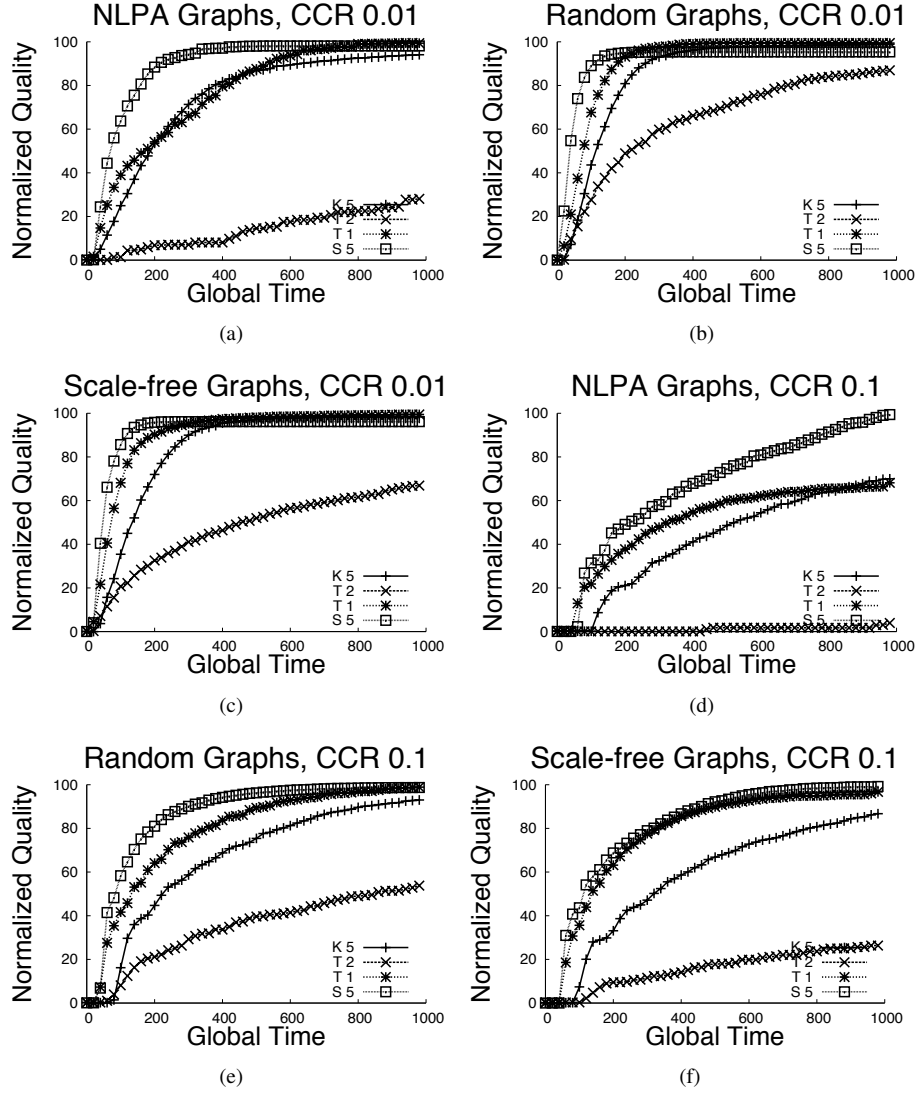 NLPA Graphs, CCR 0.01
Normalized Quality
100
80
60
40
20
0
K 5
T 2
T 1
S 5
0 200 400 600 800 1000
Global Time
(a)
Random Graphs, CCR 0.01
Normalized Quality
100
80
60
40
20
0
K 5
T 2
T 1
S 5
0 200 400 600 800 1000
Global Time
(b)
Scale-free Graphs, CCR 0.01
Normalized Quality
100
80
60
40
20
0
K 5
T 2
T 1
S 5
0 200 400 600 800 1000
Global Time
(c)
NLPA Graphs, CCR 0.1
Normalized Quality
100
80
60
40
20
0
K 5
T 2
T 1
S 5
0 200 400 600 800 1000
Global Time
(d)
Random Graphs, CCR 0.1
Normalized Quality
100
80
60
40
20
0
K 5
T 2
T 1
S 5
0 200 400 600 800 1000
Global Time
(e)
Scale-free Graphs, CCR 0.1
Normalized Quality
100
80
60
40
20
0
K 5
T 2
T 1
S 5
0 200 400 600 800 1000
Global Time
(f)